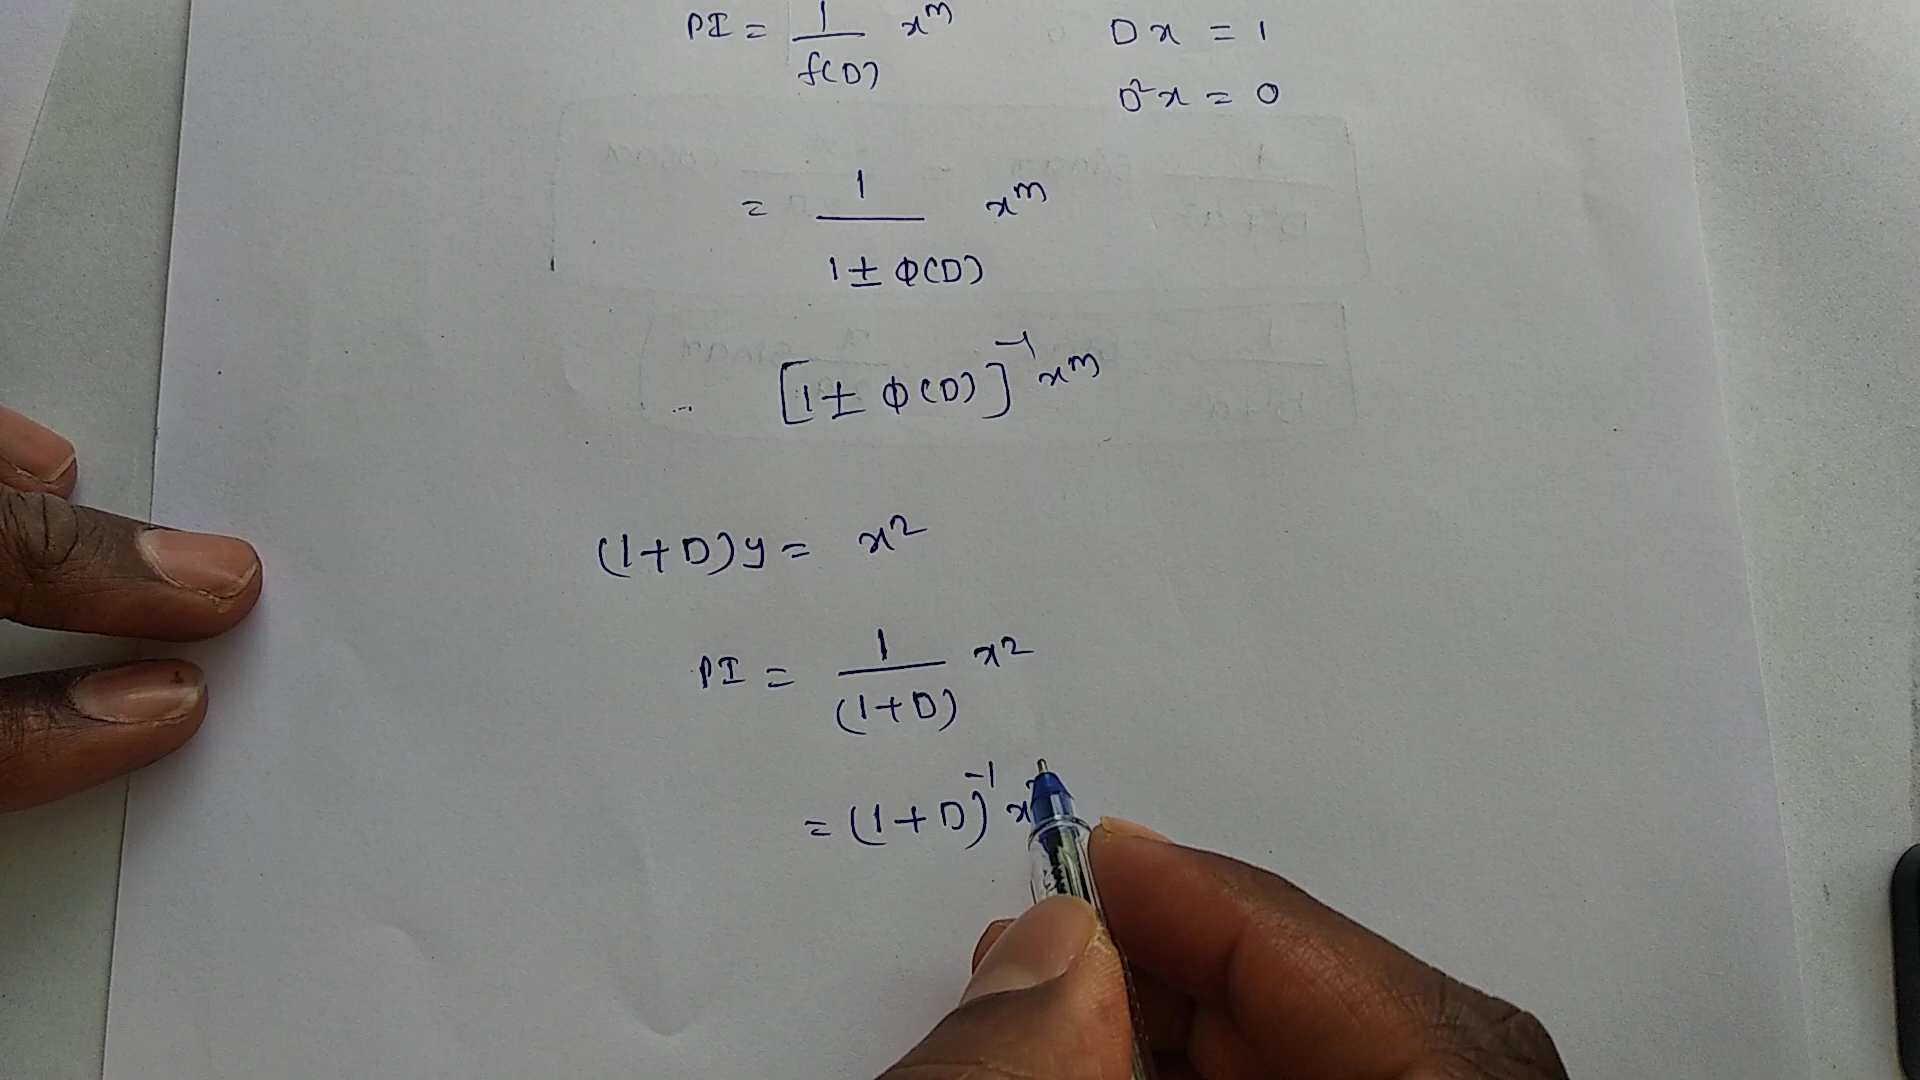 PI = 1/f(D) x^m
Dx = 1
D²x = 0
= 1/(1 ± φ(D)) x^m
[1 ± φ(D)]⁻¹ x^m
(1+D)y = x²
PI = 1/(1+D) x²
= (1+D)⁻¹ x